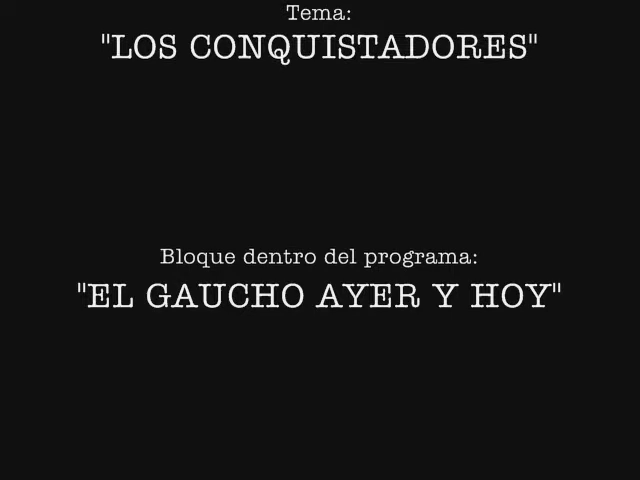 Tema:
"LOS CONQUISTADORES"
Bloque dentro del programa:
"EL GAUCHO AYER Y HOY"